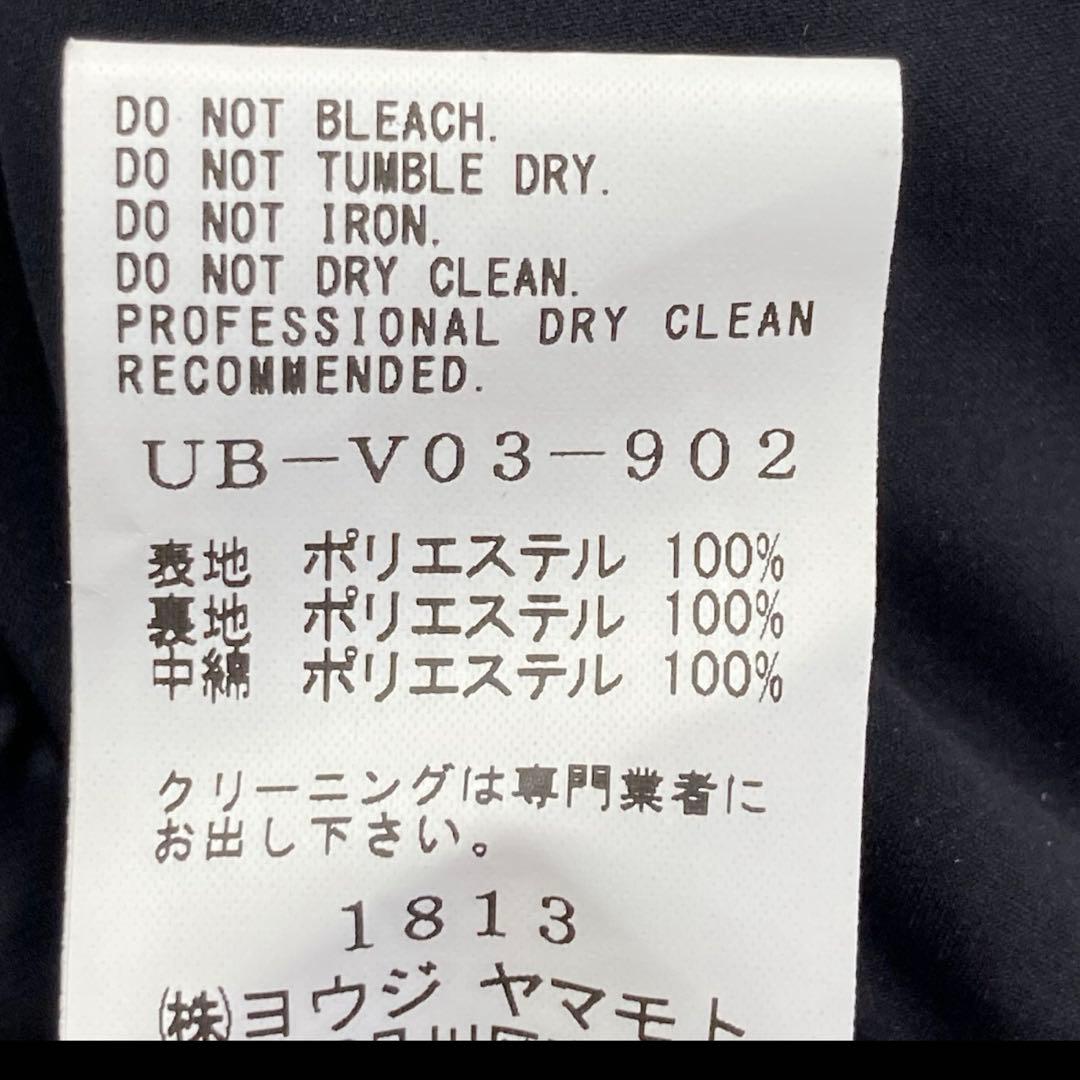 DO NOT BLEACH.
DO NOT TUMBLE DRY.
DO NOT IRON.
DO NOT DRY CLEAN.
PROFESSIONAL DRY CLEAN
RECOMMENDED.
UB-V03-902
表地 ポリエステル 100%
裏地 ポリエステル 100%
中綿 ポリエステル 100%
クリーニングは専門業者に
お出し下さい。
1813
(株)ヨウジ ヤマモト